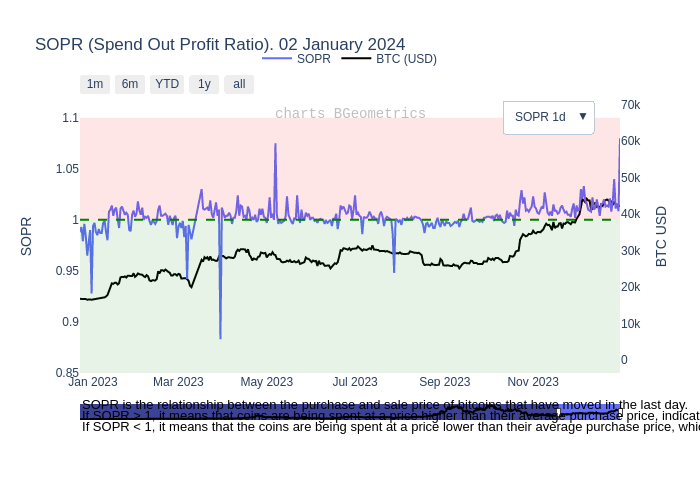 SOPR (Spend Out Profit Ratio). 02 January 2024
SOPR BTC (USD)
1m 6m YTD 1y all
charts BGeometrics
SOPR 1d ▼
1.1
1.05
1
0.95
0.9
0.85
SOPR
70k
60k
50k
40k
30k
20k
10k
0
BTC USD
Jan 2023 Mar 2023 May 2023 Jul 2023 Sep 2023 Nov 2023
SOPR is the relationship between the purchase and sale price of bitcoins that have moved in the last day.
If SOPR > 1, it means that coins are being spent at a price higher than their average purchase price, indicat
If SOPR < 1, it means that the coins are being spent at a price lower than their average purchase price, whic